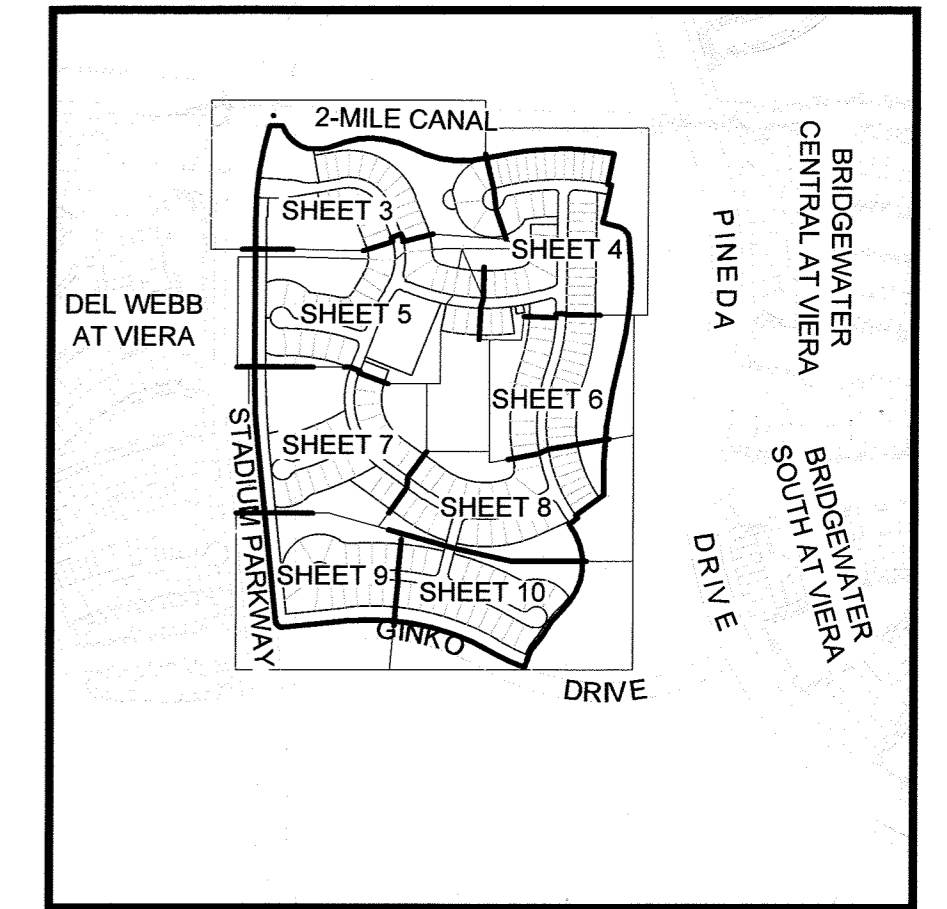 2-MILE CANAL
SHEET 3
SHEET 4
BRIDGEWATER
CENTRAL AT VIERA
PINEDA
DEL WEBB
AT VIERA
SHEET 5
SHEET 6
STADIUM PARKWAY
SHEET 7
SHEET 8
BRIDGEWATER
SOUTH AT VIERA
DRIVE
SHEET 9
SHEET 10
GINKO
DRIVE